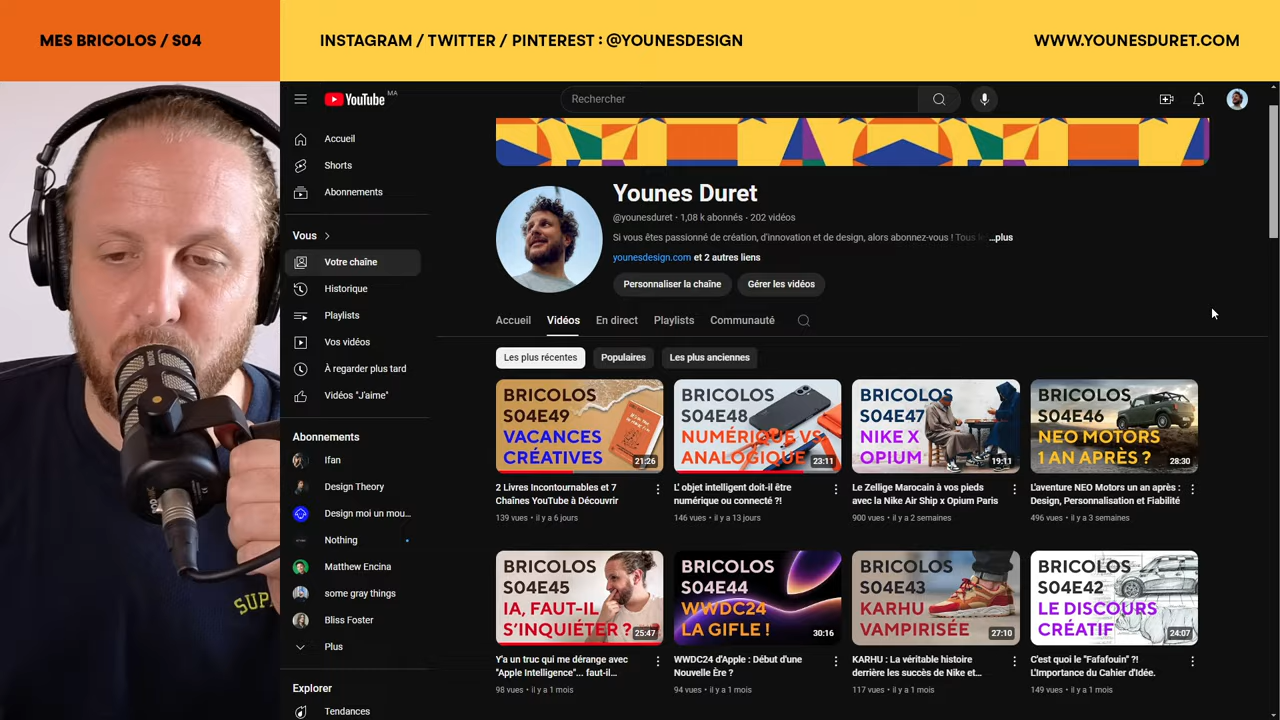 MES BRICOLOS / S04
INSTAGRAM / TWITTER / PINTEREST : @YOUNESDESIGN
WWW.YOUNESDURET.COM
YouTube MA
Rechercher
Accueil
Shorts
Abonnements
Vous
Votre chaîne
Historique
Playlists
Vos vidéos
À regarder plus tard
Vidéos "J'aime"
Abonnements
Ifan
Design Theory
Design moi un mou...
Nothing
Matthew Encina
some gray things
Bliss Foster
Plus
Explorer
Tendances
Younes Duret
@younesduret • 1,08 k abonnés • 202 vidéos
Si vous êtes passionné de création, d'innovation et de design, alors abonnez-vous ! Tous ...plus
younesdesign.com et 2 autres liens
Personnaliser la chaîne
Gérer les vidéos
Accueil
Vidéos
En direct
Playlists
Communauté
Les plus récentes
Populaires
Les plus anciennes
BRICOLOS
S04E49
VACANCES
CRÉATIVES
21:26
2 Livres Incontournables et 7
Chaînes YouTube à Découvrir
139 vues • il y a 6 jours
BRICOLOS
S04E48
NUMÉRIQUE VS
ANALOGIQUE
23:11
L' objet intelligent doit-il être
numérique ou connecté ?!
146 vues • il y a 13 jours
BRICOLOS
S04E47
NIKE X
OPIUM
19:11
Le Zellige Marocain à vos pieds
avec la Nike Air Ship x Opium Paris
900 vues • il y a 2 semaines
BRICOLOS
S04E46
NEO MOTORS
1 AN APRÈS ?
28:30
L'aventure NEO Motors un an après :
Design, Personnalisation et Fiabilité
496 vues • il y a 3 semaines
BRICOLOS
S04E45
IA, FAUT-IL
S'INQUIÉTER ?
25:47
Y'a un truc qui me dérange avec
"Apple Intelligence"... faut-il...
98 vues • il y a 1 mois
BRICOLOS
S04E44
WWDC24
LA GIFLE !
30:16
WWDC24 d'Apple : Début d'une
Nouvelle Ère ?
94 vues • il y a 1 mois
BRICOLOS
S04E43
KARHU
VAMPIRISÉE
27:10
KARHU : La véritable histoire
derrière les succès de Nike et...
117 vues • il y a 1 mois
BRICOLOS
S04E42
LE DISCOURS
CRÉATIF
24:07
C'est quoi le "Fafafouin" ?!
L'Importance du Cahier d'Idée.
149 vues • il y a 1 mois
RØDE